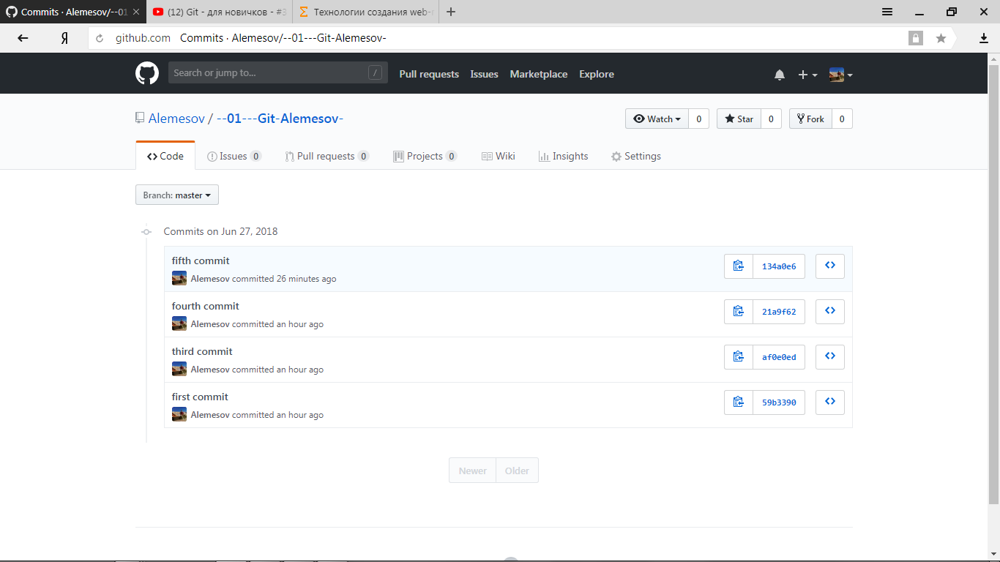 Commits · Alemesov/--01
(12) Git - для новичков - #3
Технологии создания web-
Я
github.com Commits · Alemesov/--01---Git-Alemesov-
Search or jump to... /
Pull requests Issues Marketplace Explore
Alemesov / --01---Git-Alemesov-
Watch 0 Star 0 Fork 0
Code Issues 0 Pull requests 0 Projects 0 Wiki Insights Settings
Branch: master
Commits on Jun 27, 2018
fifth commit
Alemesov committed 26 minutes ago
134a0e6
fourth commit
Alemesov committed an hour ago
21a9f62
third commit
Alemesov committed an hour ago
af0e0ed
first commit
Alemesov committed an hour ago
59b3390
Newer Older